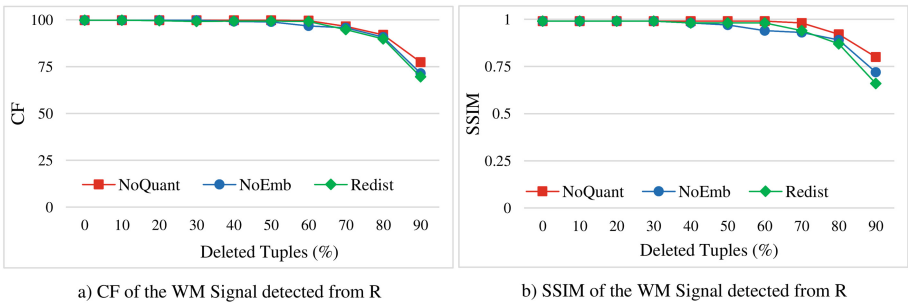 100
75
50
25
0
CF
NoQuant NoEmb Redist
0 10 20 30 40 50 60 70 80 90
Deleted Tuples (%)
a) CF of the WM Signal detected from R
1
0.75
0.5
0.25
0
SSIM
NoQuant NoEmb Redist
0 10 20 30 40 50 60 70 80 90
Deleted Tuples (%)
b) SSIM of the WM Signal detected from R